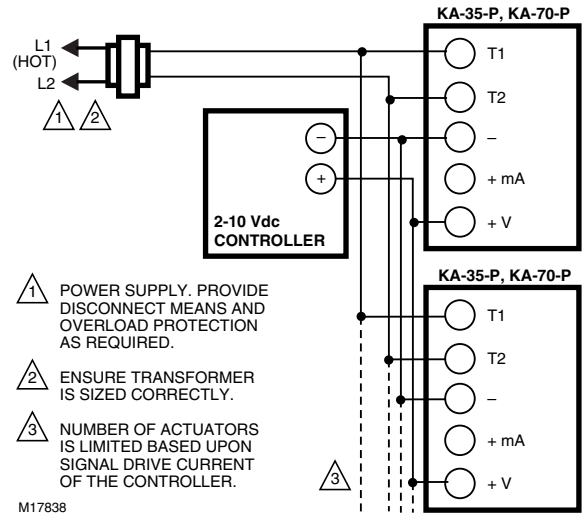 KA-35-P, KA-70-P
L1
(HOT)
L2
1
2
T1
T2
–
+ mA
+ V
–
+
2-10 Vdc
CONTROLLER
KA-35-P, KA-70-P
T1
T2
–
+ mA
+ V
3
1
POWER SUPPLY. PROVIDE
DISCONNECT MEANS AND
OVERLOAD PROTECTION
AS REQUIRED.
2
ENSURE TRANSFORMER
IS SIZED CORRECTLY.
3
NUMBER OF ACTUATORS
IS LIMITED BASED UPON
SIGNAL DRIVE CURRENT
OF THE CONTROLLER.
M17838